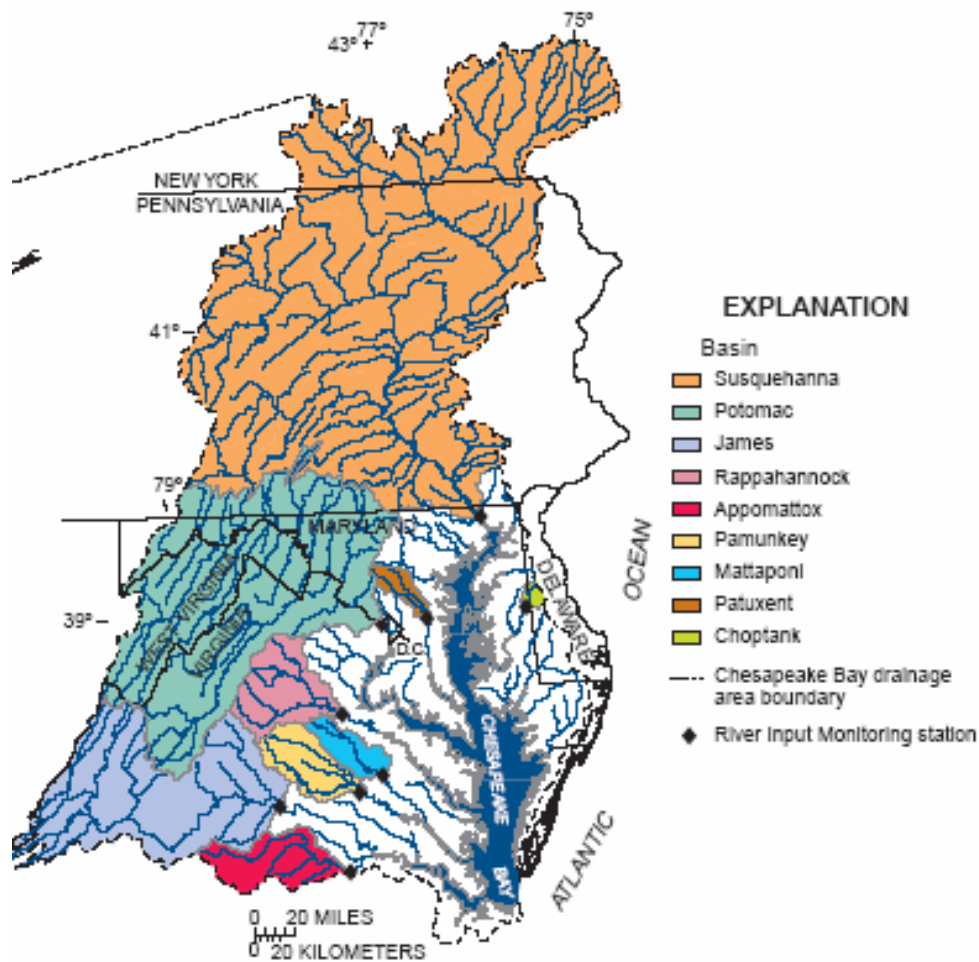 77°
43°
75°
NEW YORK
PENNSYLVANIA
41°
79°
MARYLAND
WEST VIRGINIA
VIRGINIA
39°
D.C.
DELAWARE
OCEAN
CHESAPEAKE BAY
ATLANTIC
0 20 MILES
0 20 KILOMETERS
EXPLANATION
Basin
Susquehanna
Potomac
James
Rappahannock
Appomattox
Pamunkey
Mattaponi
Patuxent
Choptank
Chesapeake Bay drainage
area boundary
River Input Monitoring station